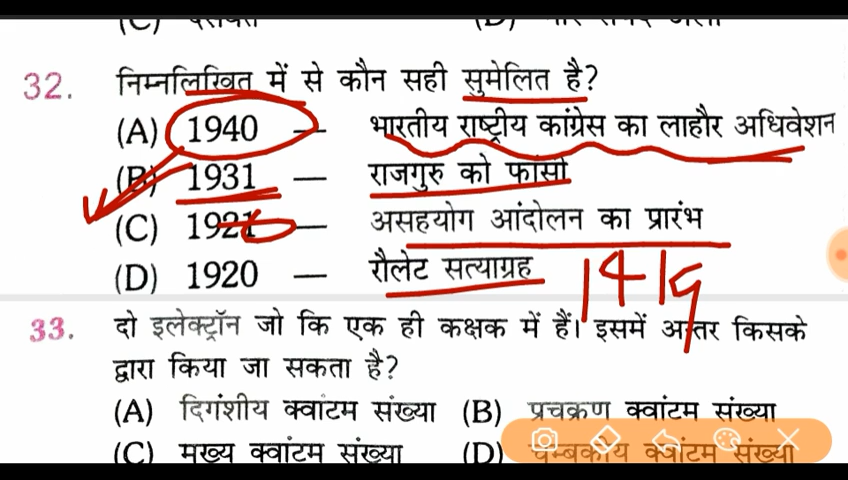 32. निम्नलिखित में से कौन सही सुमेलित है?
(A) 1940 — भारतीय राष्ट्रीय कांग्रेस का लाहौर अधिवेशन
(B) 1931 — राजगुरु को फांसी
(C) 1921 — असहयोग आंदोलन का प्रारंभ
(D) 1920 — रौलेट सत्याग्रह
1919
33. दो इलेक्ट्रॉन जो कि एक ही कक्षक में हैं। इसमें अन्तर किसके
द्वारा किया जा सकता है?
(A) दिगंशीय क्वांटम संख्या (B) प्रचक्रण क्वांटम संख्या
(C) मुख्य क्वांटम संख्या (D) चुम्बकीय क्वांटम संख्या